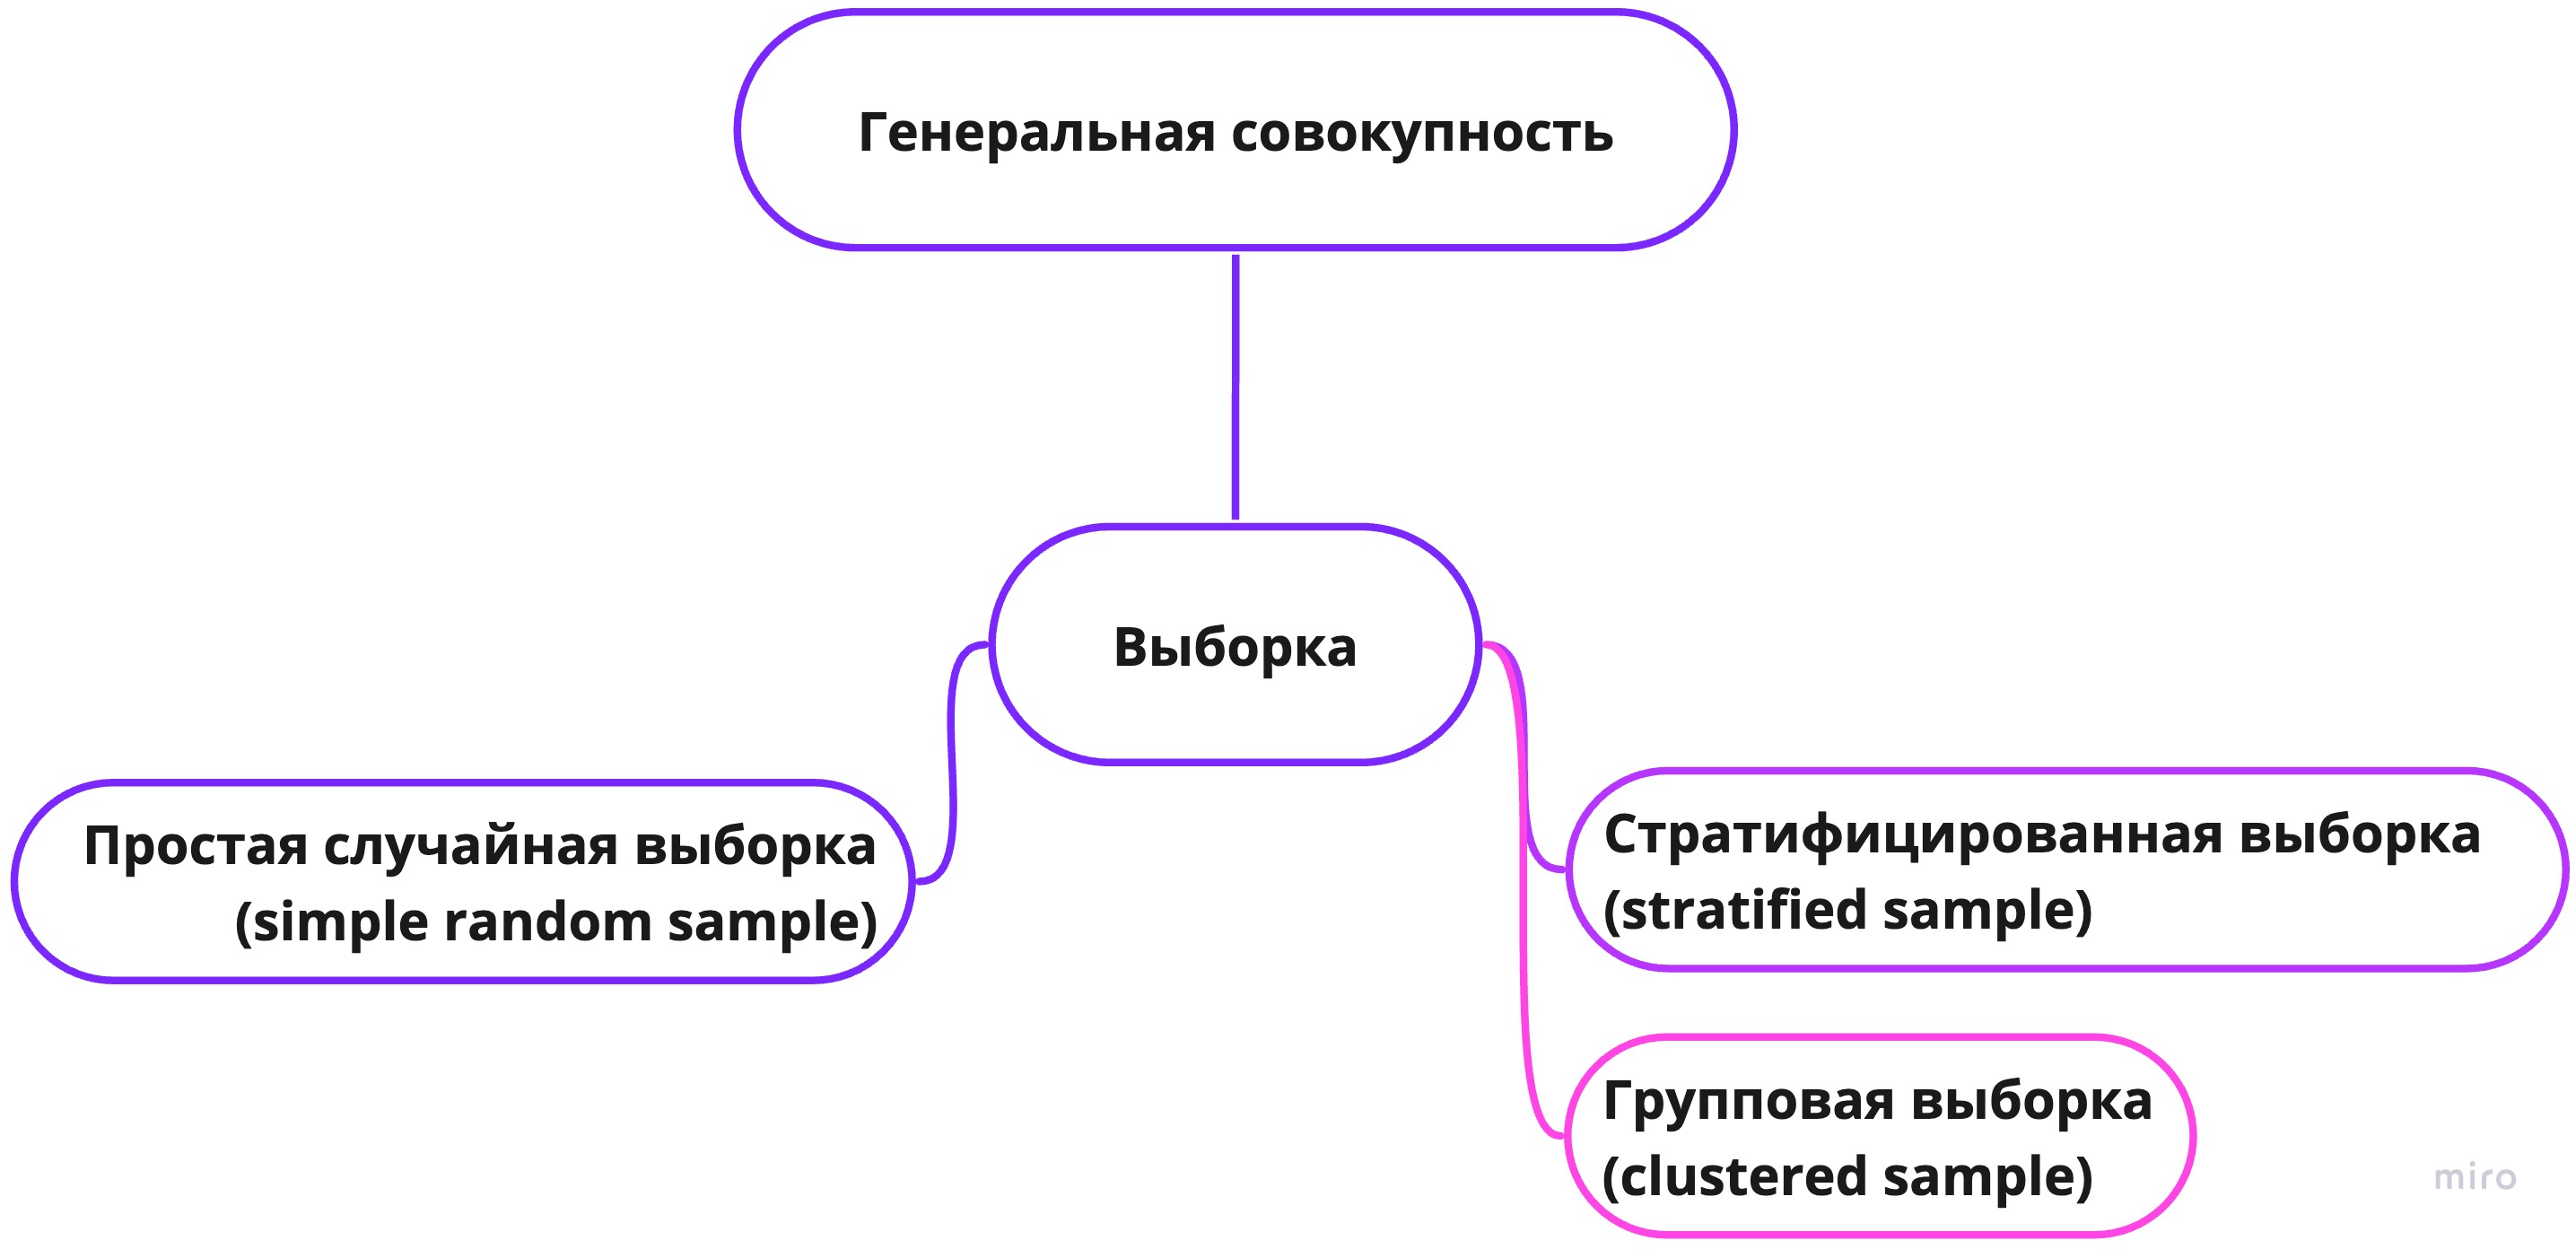 Генеральная совокупность
Выборка
Простая случайная выборка
(simple random sample)
Стратифицированная выборка
(stratified sample)
Групповая выборка
(clustered sample)
miro